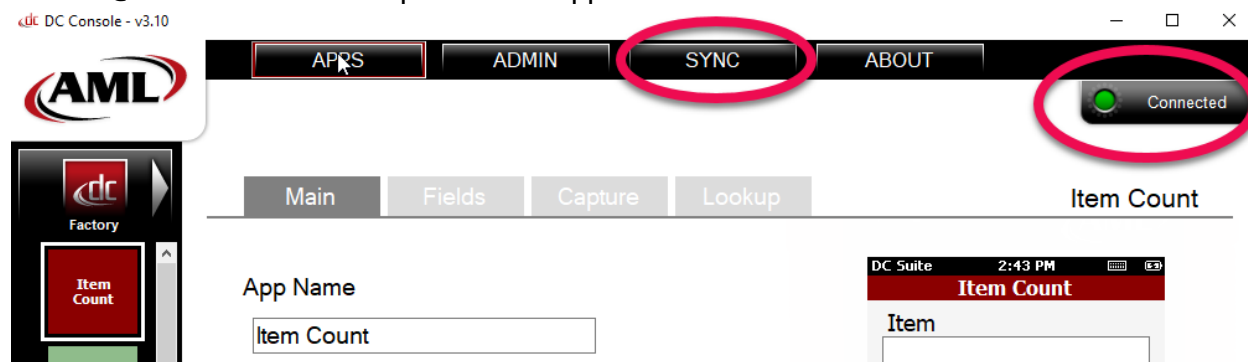 DC Console - v3.10
APPS ADMIN SYNC ABOUT
AML
Connected
dc
Factory
Main Fields Capture Lookup
Item Count
Item
Count
App Name
Item Count
DC Suite 2:43 PM
Item Count
Item